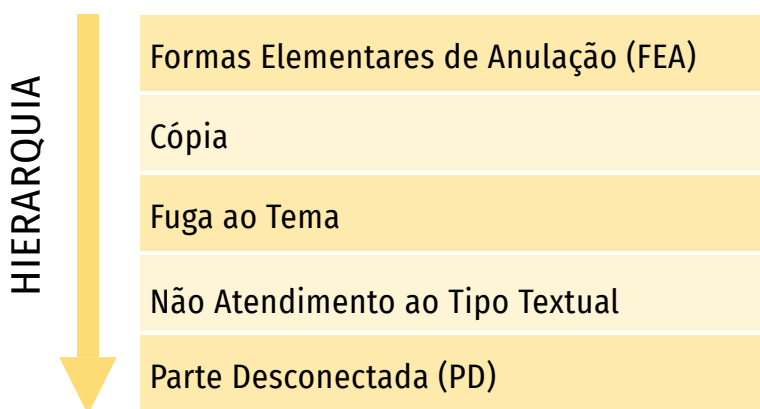 HIERARQUIA
Formas Elementares de Anulação (FEA)
Cópia
Fuga ao Tema
Não Atendimento ao Tipo Textual
Parte Desconectada (PD)